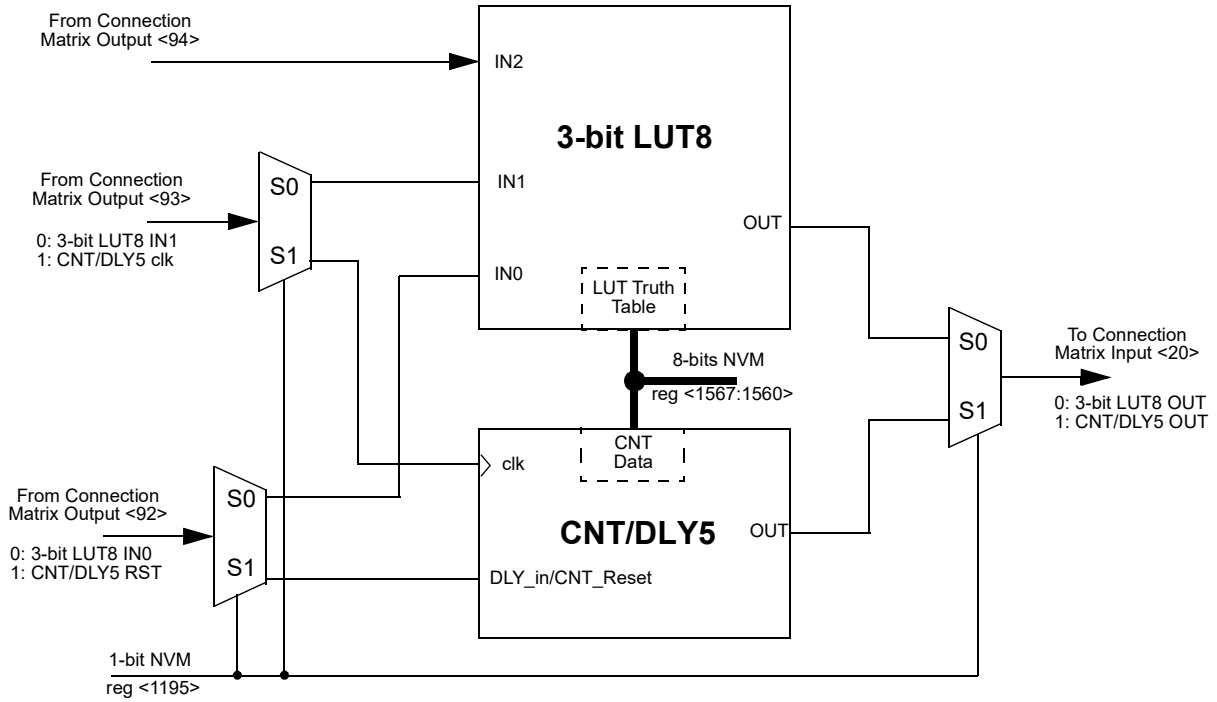 From Connection
Matrix Output <94>
IN2
3-bit LUT8
From Connection
Matrix Output <93>
S0
IN1
0: 3-bit LUT8 IN1
1: CNT/DLY5 clk
S1
OUT
IN0
LUT Truth
Table
S0
To Connection
Matrix Input <20>
8-bits NVM
reg <1567:1560>
S1
0: 3-bit LUT8 OUT
1: CNT/DLY5 OUT
CNT
Data
clk
From Connection
Matrix Output <92>
S0
CNT/DLY5
OUT
0: 3-bit LUT8 IN0
1: CNT/DLY5 RST
S1
DLY_in/CNT_Reset
1-bit NVM
reg <1195>